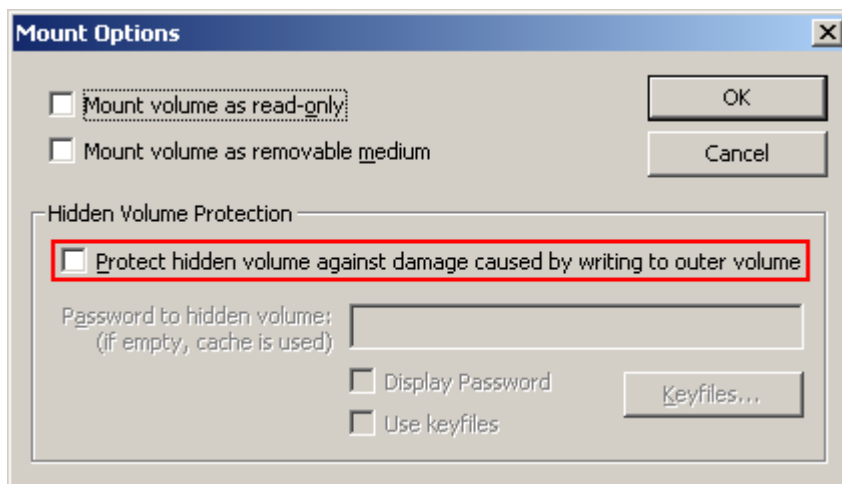 Mount Options
Mount volume as read-only
OK
Mount volume as removable medium
Cancel
Hidden Volume Protection
Protect hidden volume against damage caused by writing to outer volume
Password to hidden volume:
(if empty, cache is used)
Display Password
Keyfiles...
Use keyfiles